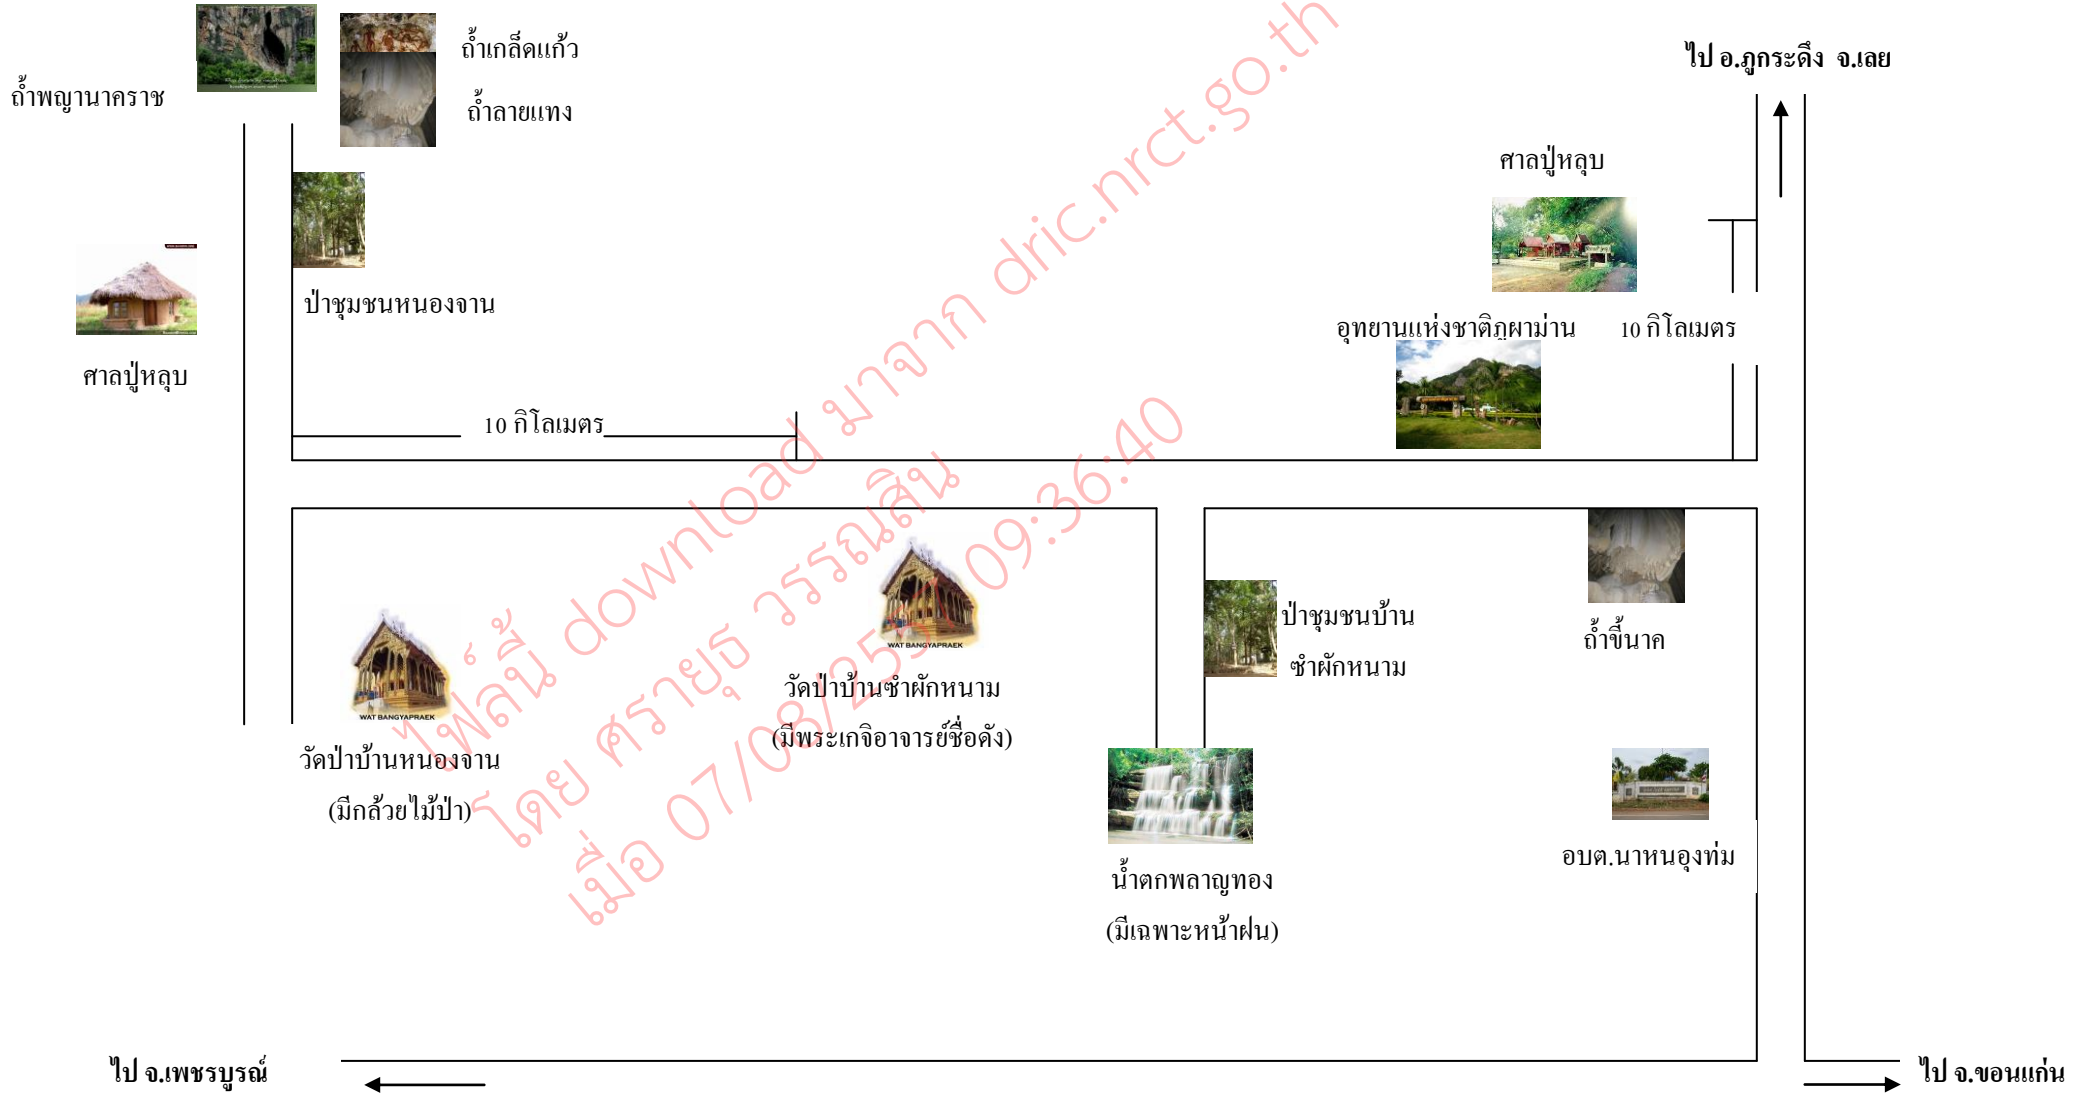 ถ้ำเกล็ดแก้ว
ไป อ.ภูกระดึง จ.เลย
ถ้ำพญานาคราช
ถ้ำลายแทง
ศาลปู่หลุบ
ป่าชุมชนหนองจาน
อุทยานแห่งชาติภูผาม่าน
10 กิโลเมตร
ศาลปู่หลุบ
10 กิโลเมตร
ป่าชุมชนบ้าน
ซำผักหนาม
ถ้ำขี้นาค
WAT BANGYAPRAEK
วัดป่าบ้านซำผักหนาม
(มีพระเกจิอาจารย์ชื่อดัง)
WAT BANGYAPRAEK
วัดป่าบ้านหนองจาน
(มีกล้วยไม้ป่า)
อบต.นาหนอุงท่ม
น้ำตกพลาญทอง
(มีเฉพาะหน้าฝน)
ไป จ.เพชรบูรณ์
ไป จ.ขอนแก่น
ไฟล์นี้ download มาจาก dric.nrct.go.th
โดย ศรายุธ วรรณสิน